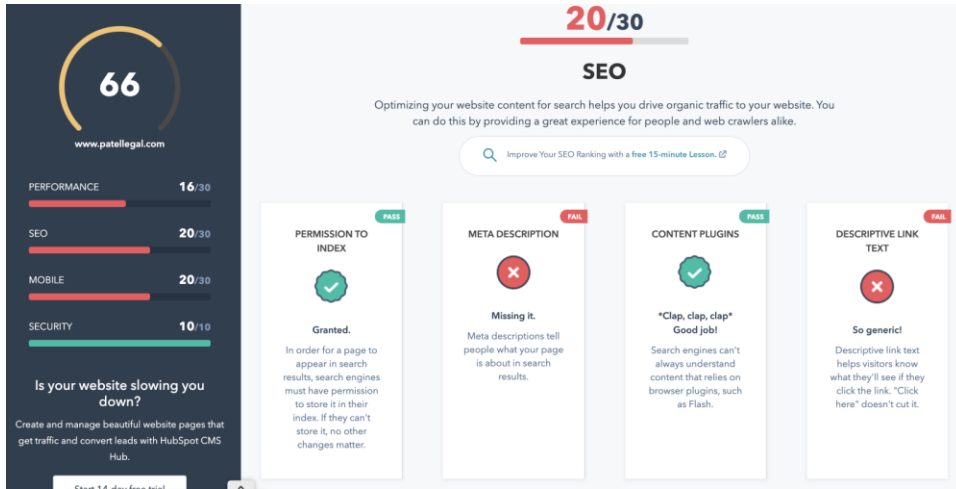 66
www.patellegal.com
PERFORMANCE 16/30
SEO 20/30
MOBILE 20/30
SECURITY 10/10
Is your website slowing you
down?
Create and manage beautiful website pages that
get traffic and convert leads with HubSpot CMS
Hub.
Start 14-day free trial
20/30
SEO
Optimizing your website content for search helps you drive organic traffic to your website. You
can do this by providing a great experience for people and web crawlers alike.
Improve Your SEO Ranking with a free 15-minute Lesson.
PASS
PERMISSION TO
INDEX
Granted.
In order for a page to
appear in search
results, search engines
must have permission
to store it in their
index. If they can't
store it, no other
changes matter.
FAIL
META DESCRIPTION
Missing it.
Meta descriptions tell
people what your page
is about in search
results.
PASS
CONTENT PLUGINS
*Clap, clap, clap*
Good job!
Search engines can't
always understand
content that relies on
browser plugins, such
as Flash.
FAIL
DESCRIPTIVE LINK
TEXT
So generic!
Descriptive link text
helps visitors know
what they'll see if they
click the link. "Click
here" doesn't cut it.